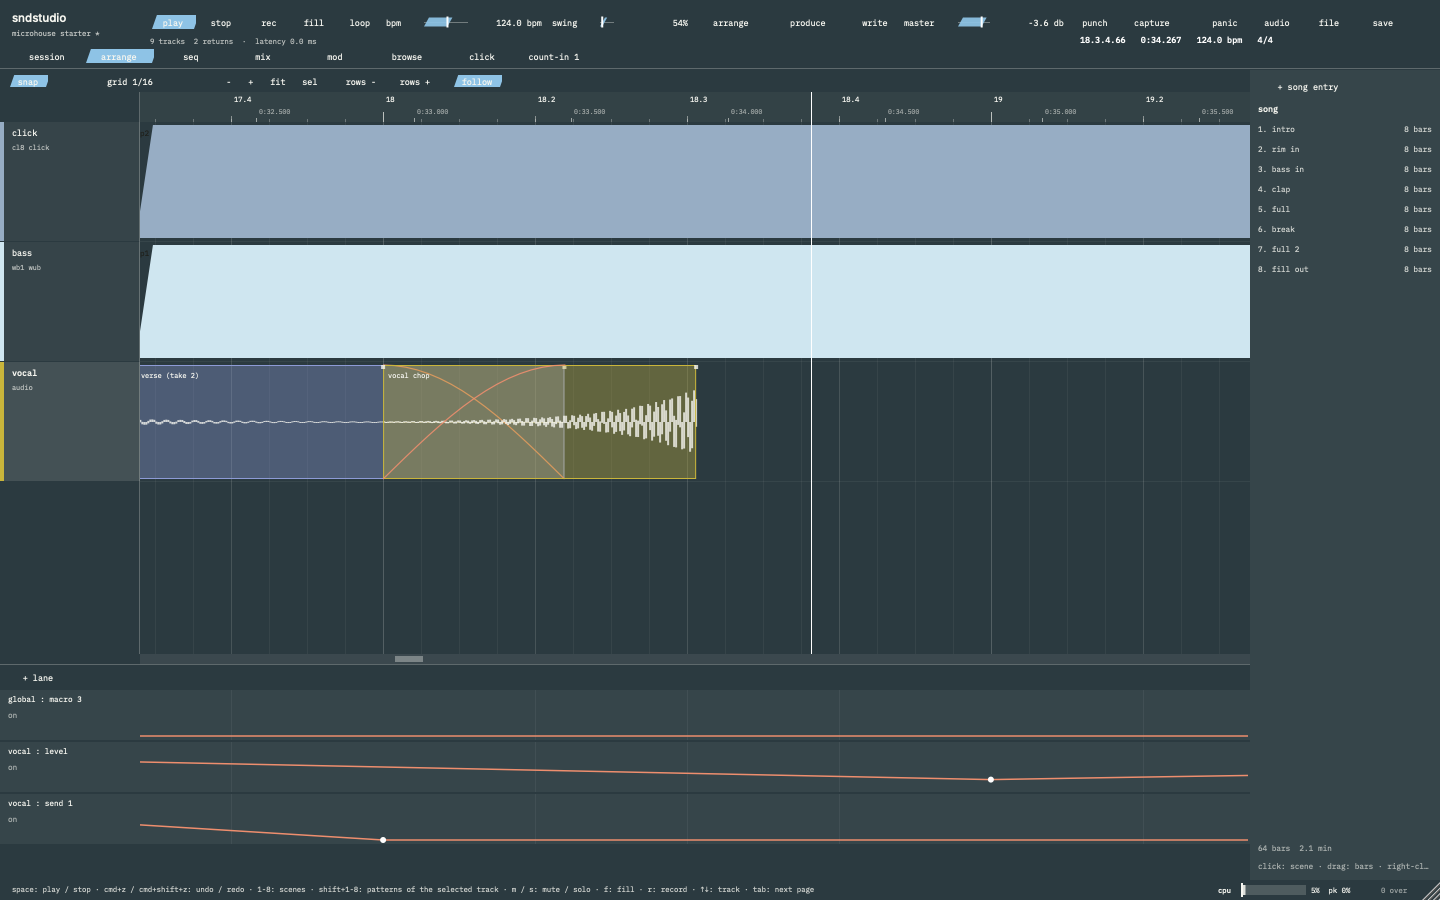 sndstudio
microhouse starter *
play stop rec fill loop bpm 124.0 bpm swing 54% arrange produce write master -3.6 db punch capture panic audio file save
9 tracks 2 returns · latency 0.0 ms
18.3.4.66 0:34.267 124.0 bpm 4/4
session arrange seq mix mod browse click count-in 1
snap grid 1/16 - + fit sel rows - rows + follow
17.4 18 18.2 18.3 18.4 19 19.2
0:32.500 0:33.000 0:33.500 0:34.000 0:34.500 0:35.000 0:35.500
+ song entry
song
1. intro 8 bars
2. rim in 8 bars
3. bass in 8 bars
4. clap 8 bars
5. full 8 bars
6. break 8 bars
7. full 2 8 bars
8. fill out 8 bars
click
cl8 click
bass
wb1 wub
vocal
audio
verse (take 2) vocal chop
+ lane
global : macro 3
on
vocal : level
on
vocal : send 1
on
64 bars 2.1 min
click: scene · drag: bars · right-cl…
space: play / stop · cmd+z / cmd+shift+z: undo / redo · 1-8: scenes · shift+1-8: patterns of the selected track · m / s: mute / solo · f: fill · r: record · ↑↓: track · tab: next page
cpu 5% pk 0% 0 over